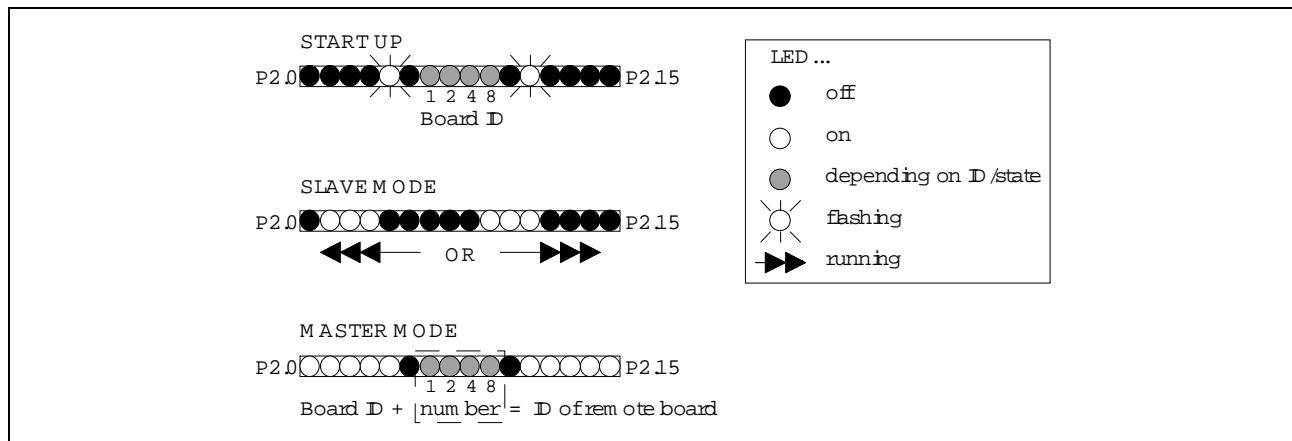 START UP
P2.0 P2.15
1 2 4 8
Board ID
SLAVE MODE
P2.0 P2.15
OR
MASTER MODE
P2.0 P2.15
1 2 4 8
Board ID + number = ID of remote board
LED ...
off
on
depending on ID/state
flashing
running